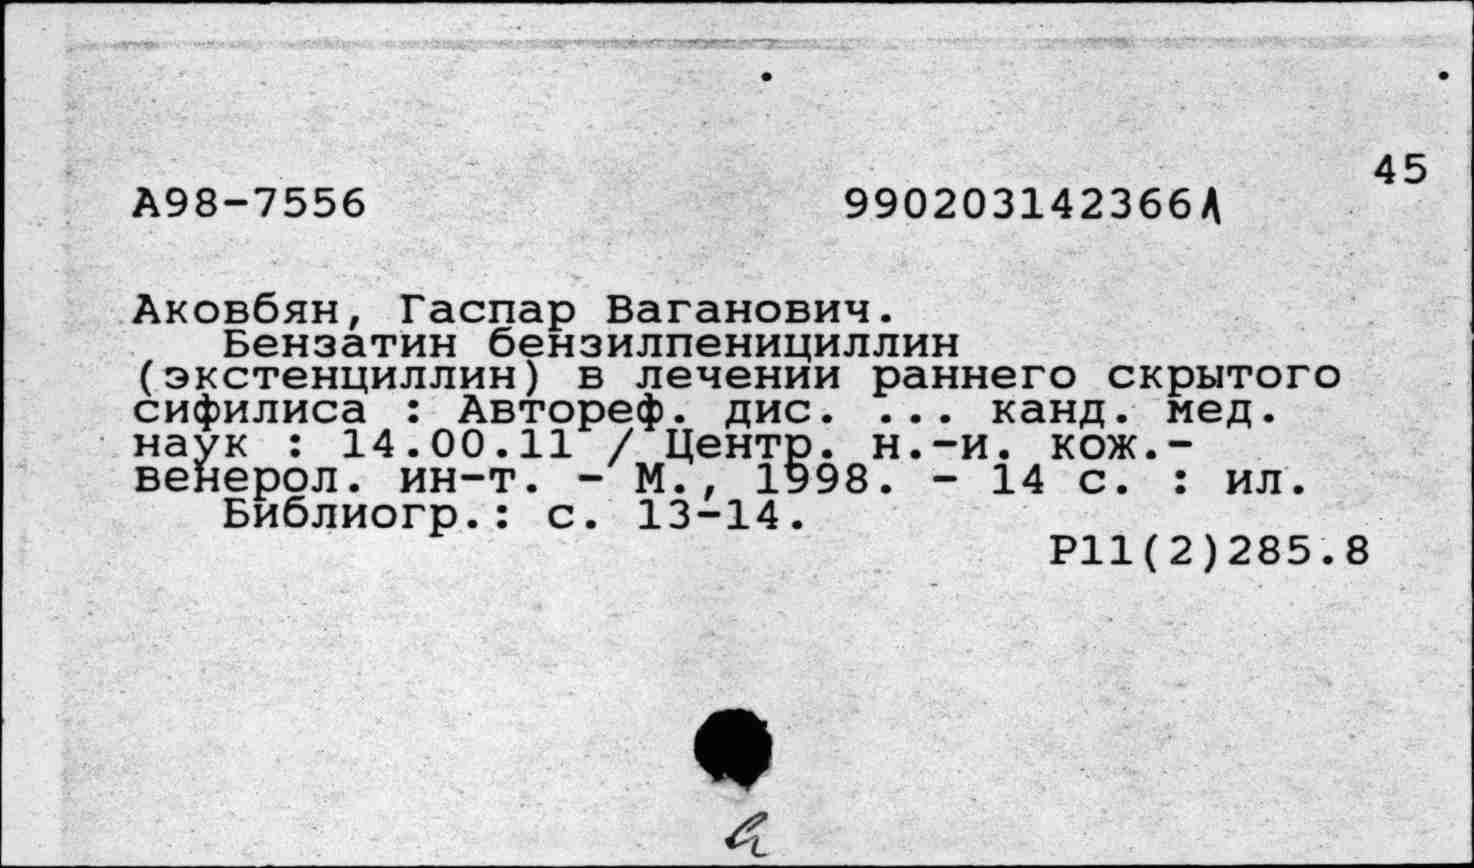 45
А98-7556 990203142366А
Аковбян, Гаспар Ваганович.
Бензатин бензилпенициллин
(экстенциллин) в лечении раннего скрытого
сифилиса : Автореф. дис. ... канд. мед.
наук : 14.00.11 / Центр. н.-и. кож.-
венерол. ин-т. - М., 1998. - 14 с. : ил.
Библиогр.: с. 13-14.
Р11(2)285.8